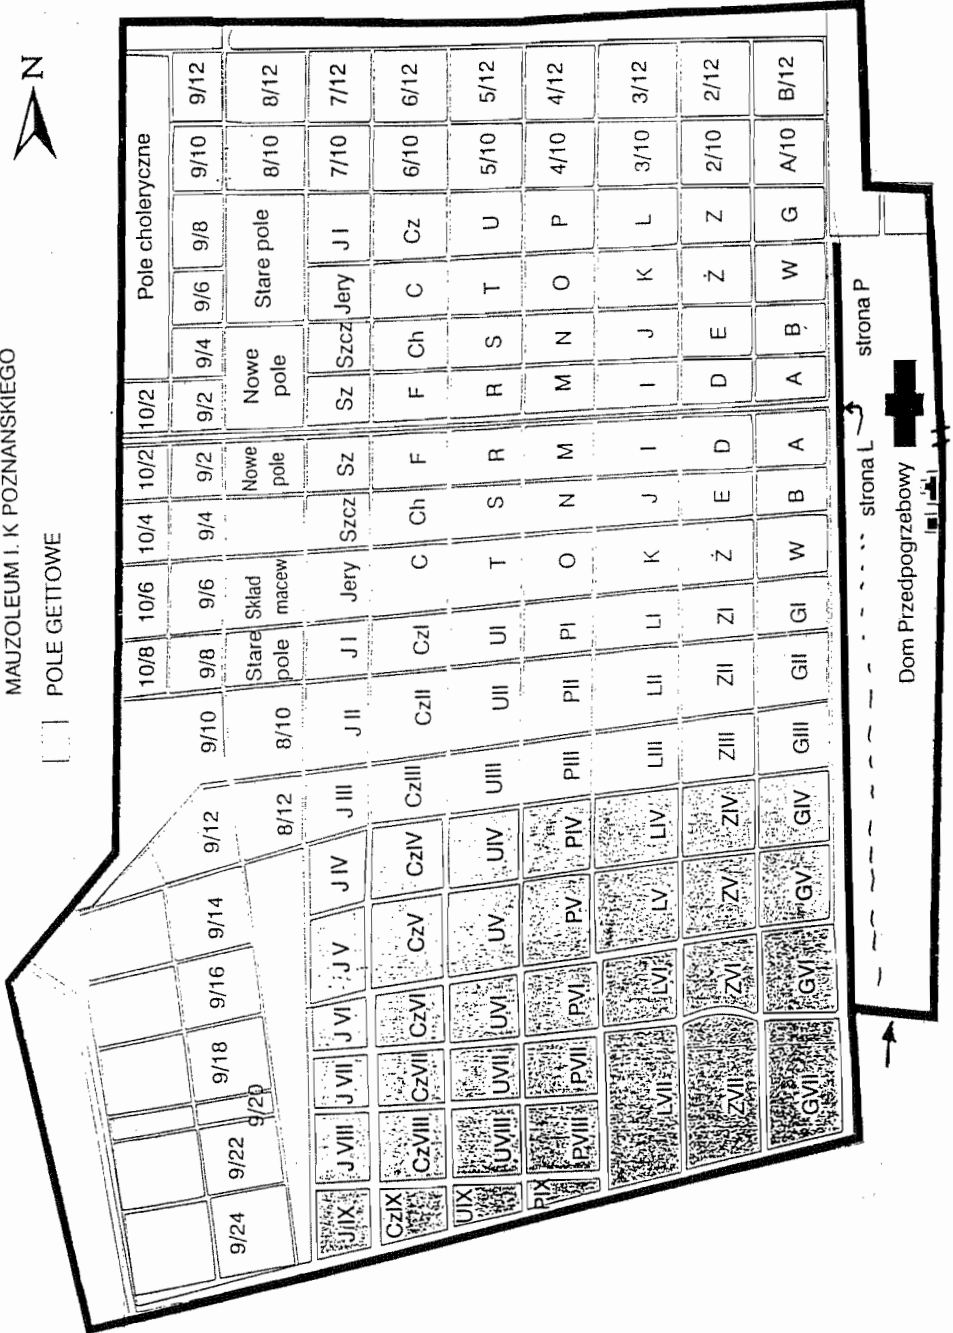 MAUZOLEUM I. K POZNAŃSKIEGO
POLE GETTOWE
N
Pole choleryczne
10/2
10/2
10/4
10/6
10/8
9/12
9/10
9/8
9/6
9/4
9/2
9/2
9/4
9/6
9/8
9/10
9/12
9/14
9/16
9/18
9/20
9/22
9/24
8/12
8/10
Stare pole
Nowe
pole
Nowe
pole
Skład
macew
Stare
pole
8/10
8/12
7/12
7/10
J I
Jery
Szcz
Sz
Sz
Szcz
Jery
J I
J II
J III
J IV
J V
J VI
J VII
J VIII
J IX
6/12
6/10
Cz
C
Ch
F
F
Ch
C
CzI
CzII
CzIII
CzIV
CzV
CzVI
CzVII
CzVIII
CzIX
5/12
5/10
U
T
S
R
R
S
T
UI
UII
UIII
UIV
UV
UVI
UVII
UVIII
UIX
4/12
4/10
P
O
N
M
M
N
O
PI
PII
PIII
PIV
PV
PVI
PVII
PVIII
PIX
3/12
3/10
L
K
J
I
I
J
K
LI
LII
LIII
LIV
LV
LVI
LVII
2/12
2/10
Z
Ż
E
D
D
E
Ż
ZI
ZII
ZIII
ZIV
ZV
ZVI
ZVII
B/12
A/10
G
W
B
A
A
B
W
GI
GII
GIII
GIV
GV
GVI
GVII
strona L
strona P
Dom Przedpogrzebowy